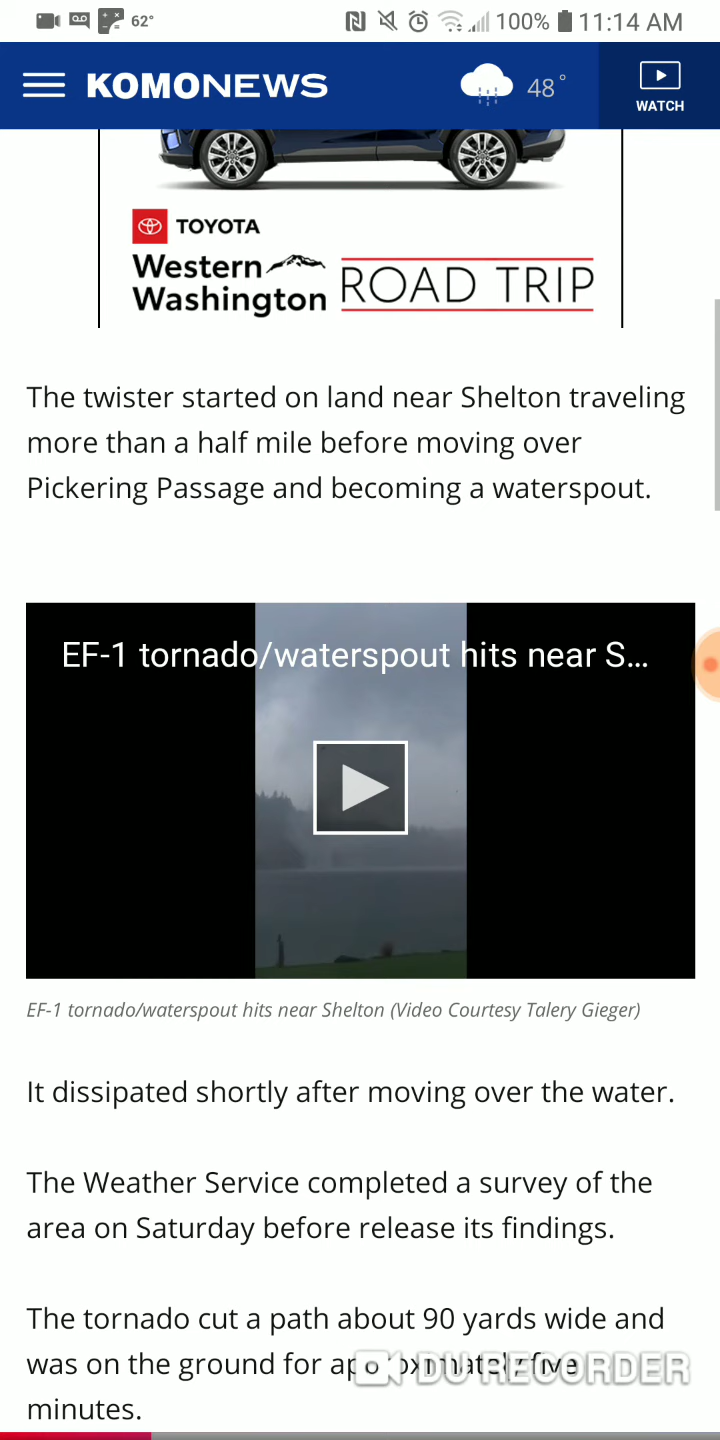 62°
100%
11:14 AM
KOMONEWS
48°
WATCH
TOYOTA
Western
Washington
ROAD TRIP
The twister started on land near Shelton traveling
more than a half mile before moving over
Pickering Passage and becoming a waterspout.
EF-1 tornado/waterspout hits near S...
EF-1 tornado/waterspout hits near Shelton (Video Courtesy Talery Gieger)
It dissipated shortly after moving over the water.
The Weather Service completed a survey of the
area on Saturday before release its findings.
The tornado cut a path about 90 yards wide and
was on the ground for approximately five
DU RECORDER
minutes.